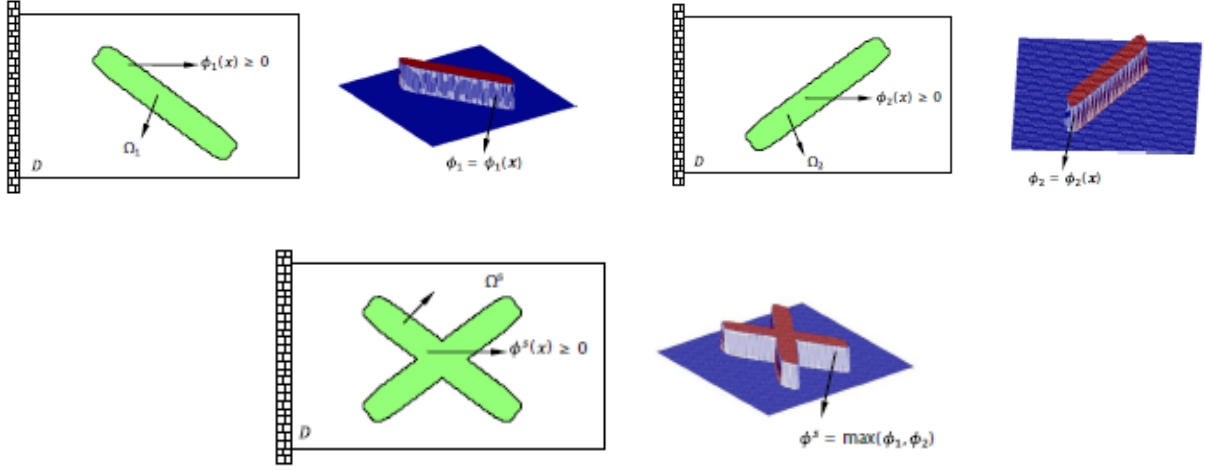 ϕ₁(x) ≥ 0
Ω₁
D
ϕ₁ = ϕ₁(x)
ϕ₂(x) ≥ 0
Ω₂
D
ϕ₂ = ϕ₂(x)
Ωˢ
ϕˢ(x) ≥ 0
D
ϕˢ = max(ϕ₁, ϕ₂)